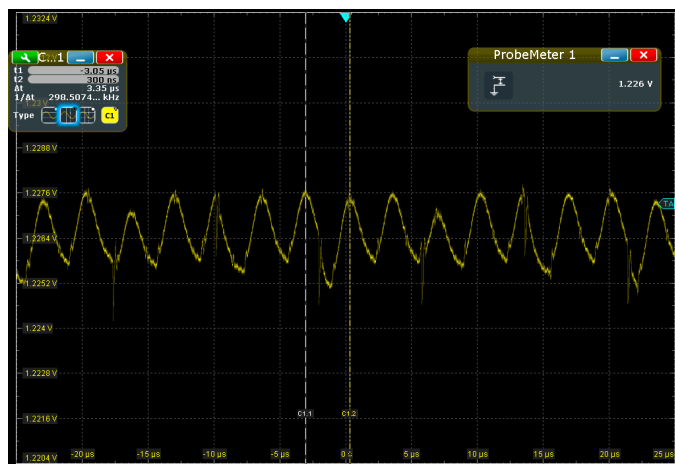 1.2324 V
C...1
t1 -3.05 µs
t2 300 ns
Δt 3.35 µs
1/Δt 298.5074... kHz
1.23 V
Type C1
ProbeMeter 1
1.226 V
1.2288 V
1.2276 V
TA
1.2264 V
1.2252 V
1.224 V
1.2228 V
1.2216 V
C1.1 C1.2
1.2204 V
-20 µs -15 µs -10 µs -5 µs 0 s 5 µs 10 µs 15 µs 20 µs 25 µs